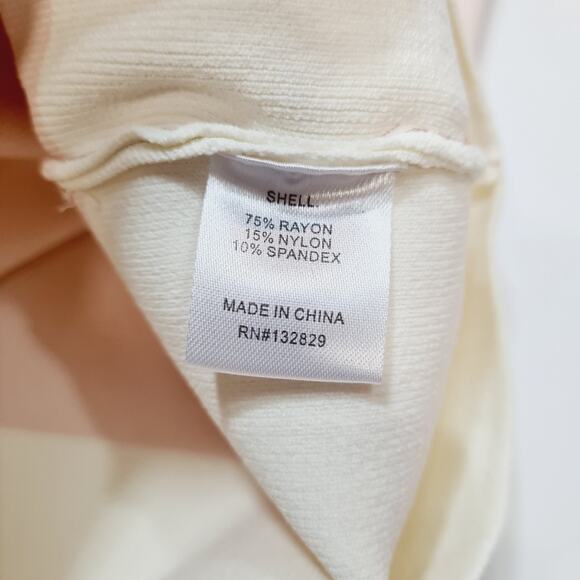 SHELL:
75% RAYON
15% NYLON
10% SPANDEX
MADE IN CHINA
RN#132829